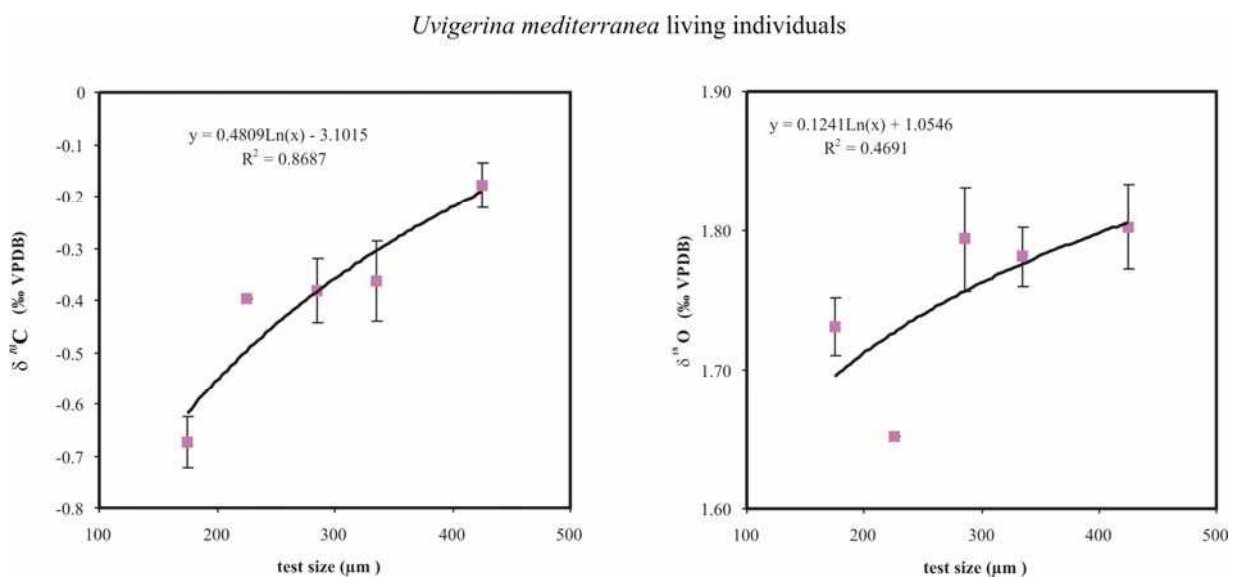 Uvigerina mediterranea living individuals
0
-0.1
-0.2
-0.3
-0.4
-0.5
-0.6
-0.7
-0.8
δ 13C (‰ VPDB)
y = 0.4809Ln(x) - 3.1015
R2 = 0.8687
100 200 300 400 500
test size (µm )
1.90
1.80
1.70
1.60
δ 18 O (‰ VPDB)
y = 0.1241Ln(x) + 1.0546
R2 = 0.4691
100 200 300 400 500
test size (µm )